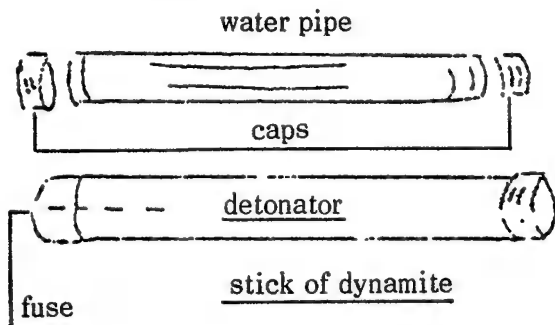 water pipe
caps
detonator
stick of dynamite
fuse